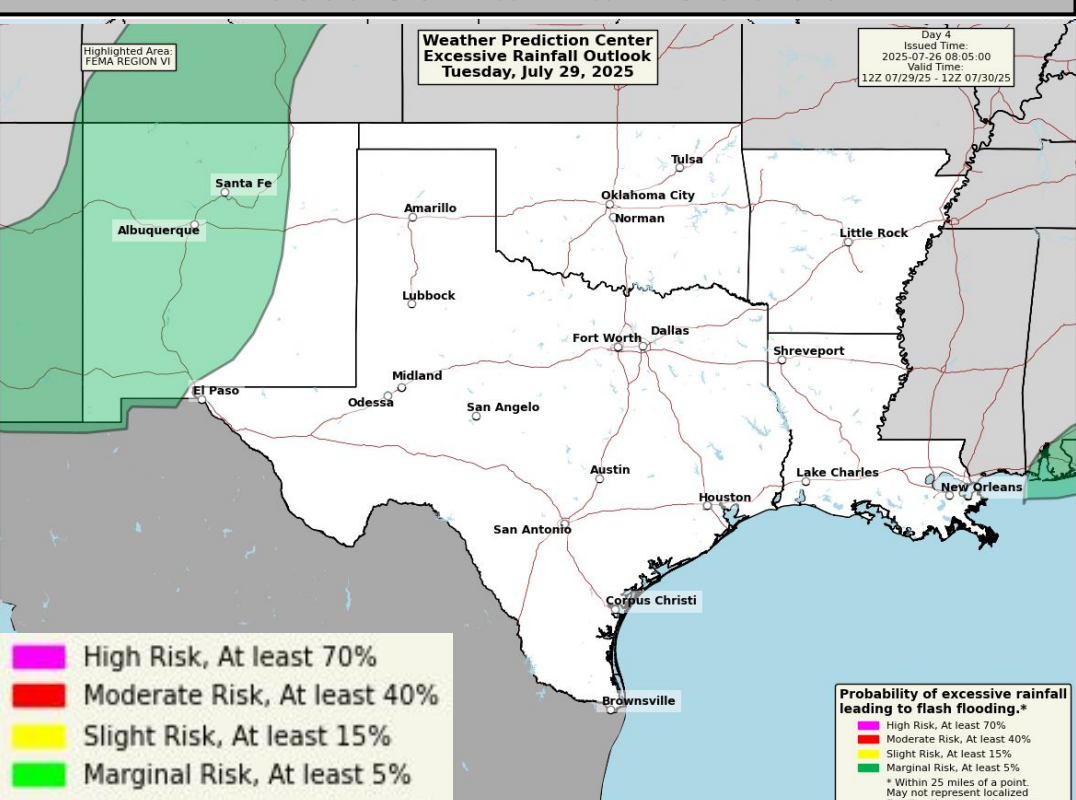 Highlighted Area:
FEMA REGION VI
Weather Prediction Center
Excessive Rainfall Outlook
Tuesday, July 29, 2025
Day 4
Issued Time:
2025-07-26 08:05:00
Valid Time:
12Z 07/29/25 - 12Z 07/30/25
Tulsa
Santa Fe
Oklahoma City
Amarillo
Norman
Albuquerque
Little Rock
Lubbock
Dallas
Fort Worth
Shreveport
Midland
El Paso
Odessa
San Angelo
Austin
Lake Charles
New Orleans
Houston
San Antonio
Corpus Christi
Brownsville
High Risk, At least 70%
Moderate Risk, At least 40%
Slight Risk, At least 15%
Marginal Risk, At least 5%
Probability of excessive rainfall
leading to flash flooding.*
High Risk, At least 70%
Moderate Risk, At least 40%
Slight Risk, At least 15%
Marginal Risk, At least 5%
* Within 25 miles of a point.
May not represent localized